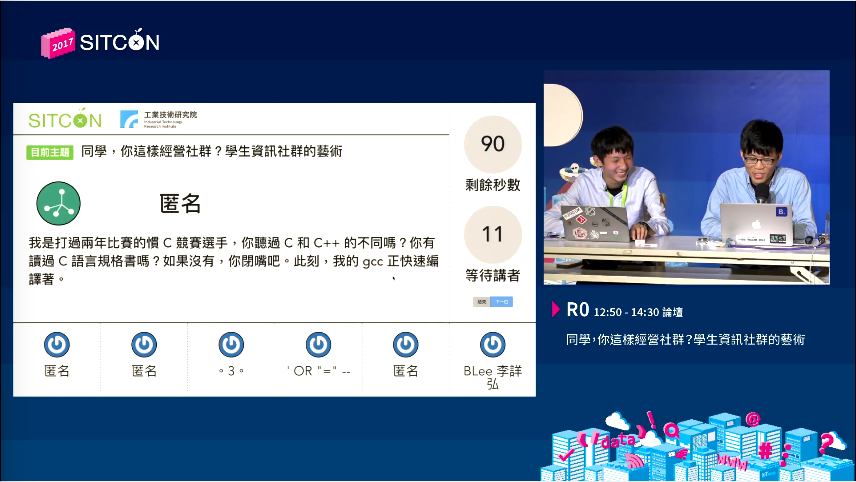 2017 SITCON
SITCON
工業技術研究院
Industrial Technology
Research Institute
目前主題 同學，你這樣經營社群？學生資訊社群的藝術
90
剩餘秒數
匿名
11
等待講者
我是打過兩年比賽的慣 C 競賽選手，你聽過 C 和 C++ 的不同嗎？你有
讀過 C 語言規格書嗎？如果沒有，你閉嘴吧。此刻，我的 gcc 正快速編
譯著。
結束 下一位
匿名
匿名
。3。
' OR ''='' --
匿名
BLee 李詳
弘
R0 12:50 - 14:30 論壇
同學，你這樣經營社群？學生資訊社群的藝術
data
!
@
#
www
?
B